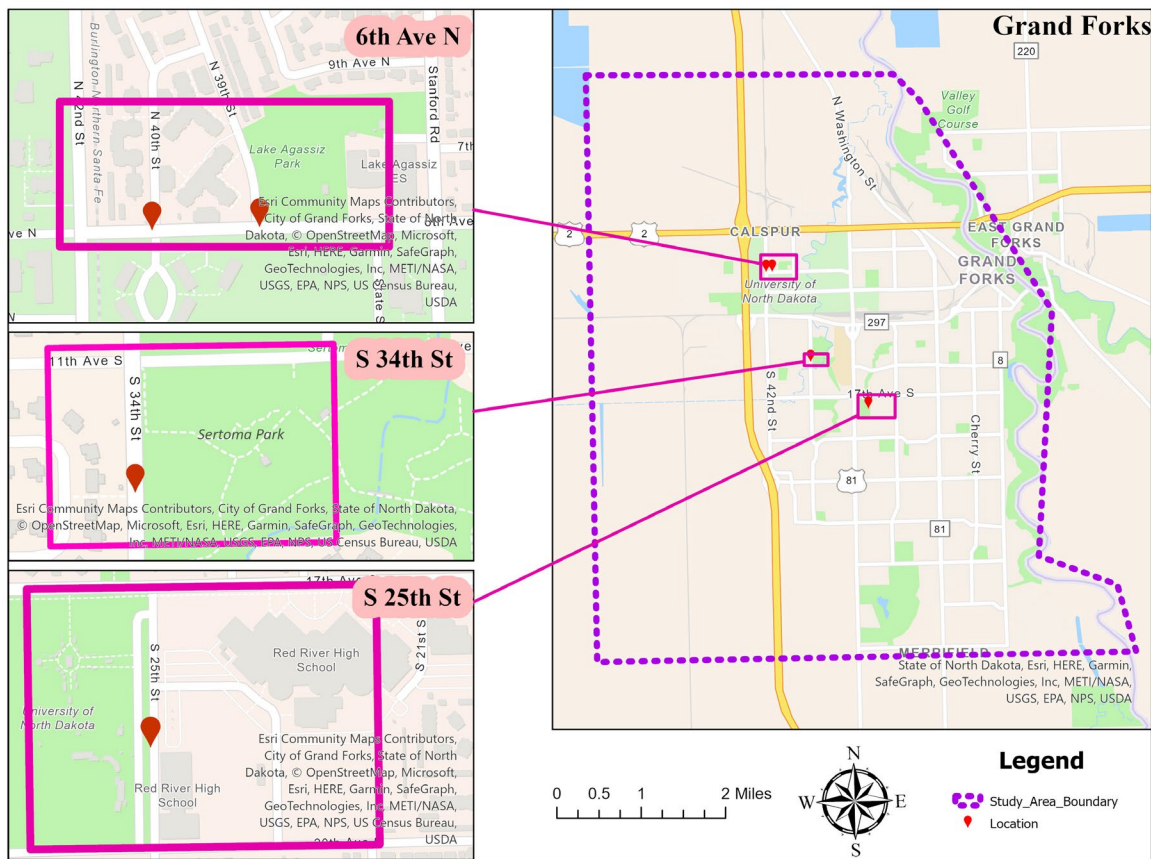 6th Ave N
N 42nd St
Burlington Northern Santa Fe
N 40th St
N 39th St
9th Ave N
Stanford Rd
7th
Lake Agassiz
Park
Lake Agassiz
ES
ve N
6th Ave
State S
N
Esri Community Maps Contributors,
City of Grand Forks, State of North
Dakota, © OpenStreetMap, Microsoft,
Esri, HERE, Garmin, SafeGraph,
GeoTechnologies, Inc, METI/NASA,
USGS, EPA, NPS, US Census Bureau,
USDA
S 34th St
11th Ave S
S 34th St
Sertoma Park
Esri Community Maps Contributors, City of Grand Forks, State of North Dakota,
© OpenStreetMap, Microsoft, Esri, HERE, Garmin, SafeGraph, GeoTechnologies,
Inc, METI/NASA, USGS, EPA, NPS, US Census Bureau, USDA
S 25th St
17th Ave S
S 25th St
S 21st S
Red River High
School
University of
North Dakota
Red River High
School
Esri Community Maps Contributors,
City of Grand Forks, State of North
Dakota, © OpenStreetMap, Microsoft,
Esri, HERE, Garmin, SafeGraph,
GeoTechnologies, Inc, METI/NASA,
USGS, EPA, NPS, US Census Bureau,
USDA
Grand Forks
220
Valley
Golf
Course
N Washington St
2
2
CALSPUR
EAST GRAND
FORKS
GRAND
FORKS
University of
North Dakota
297
8
S 42nd St
17th Ave S
Cherry St
81
81
MERRIFIELD
State of North Dakota, Esri, HERE, Garmin,
SafeGraph, GeoTechnologies, Inc, METI/NASA,
USGS, EPA, NPS, USDA
0 0.5 1 2 Miles
N
W E
S
Legend
Study_Area_Boundary
Location